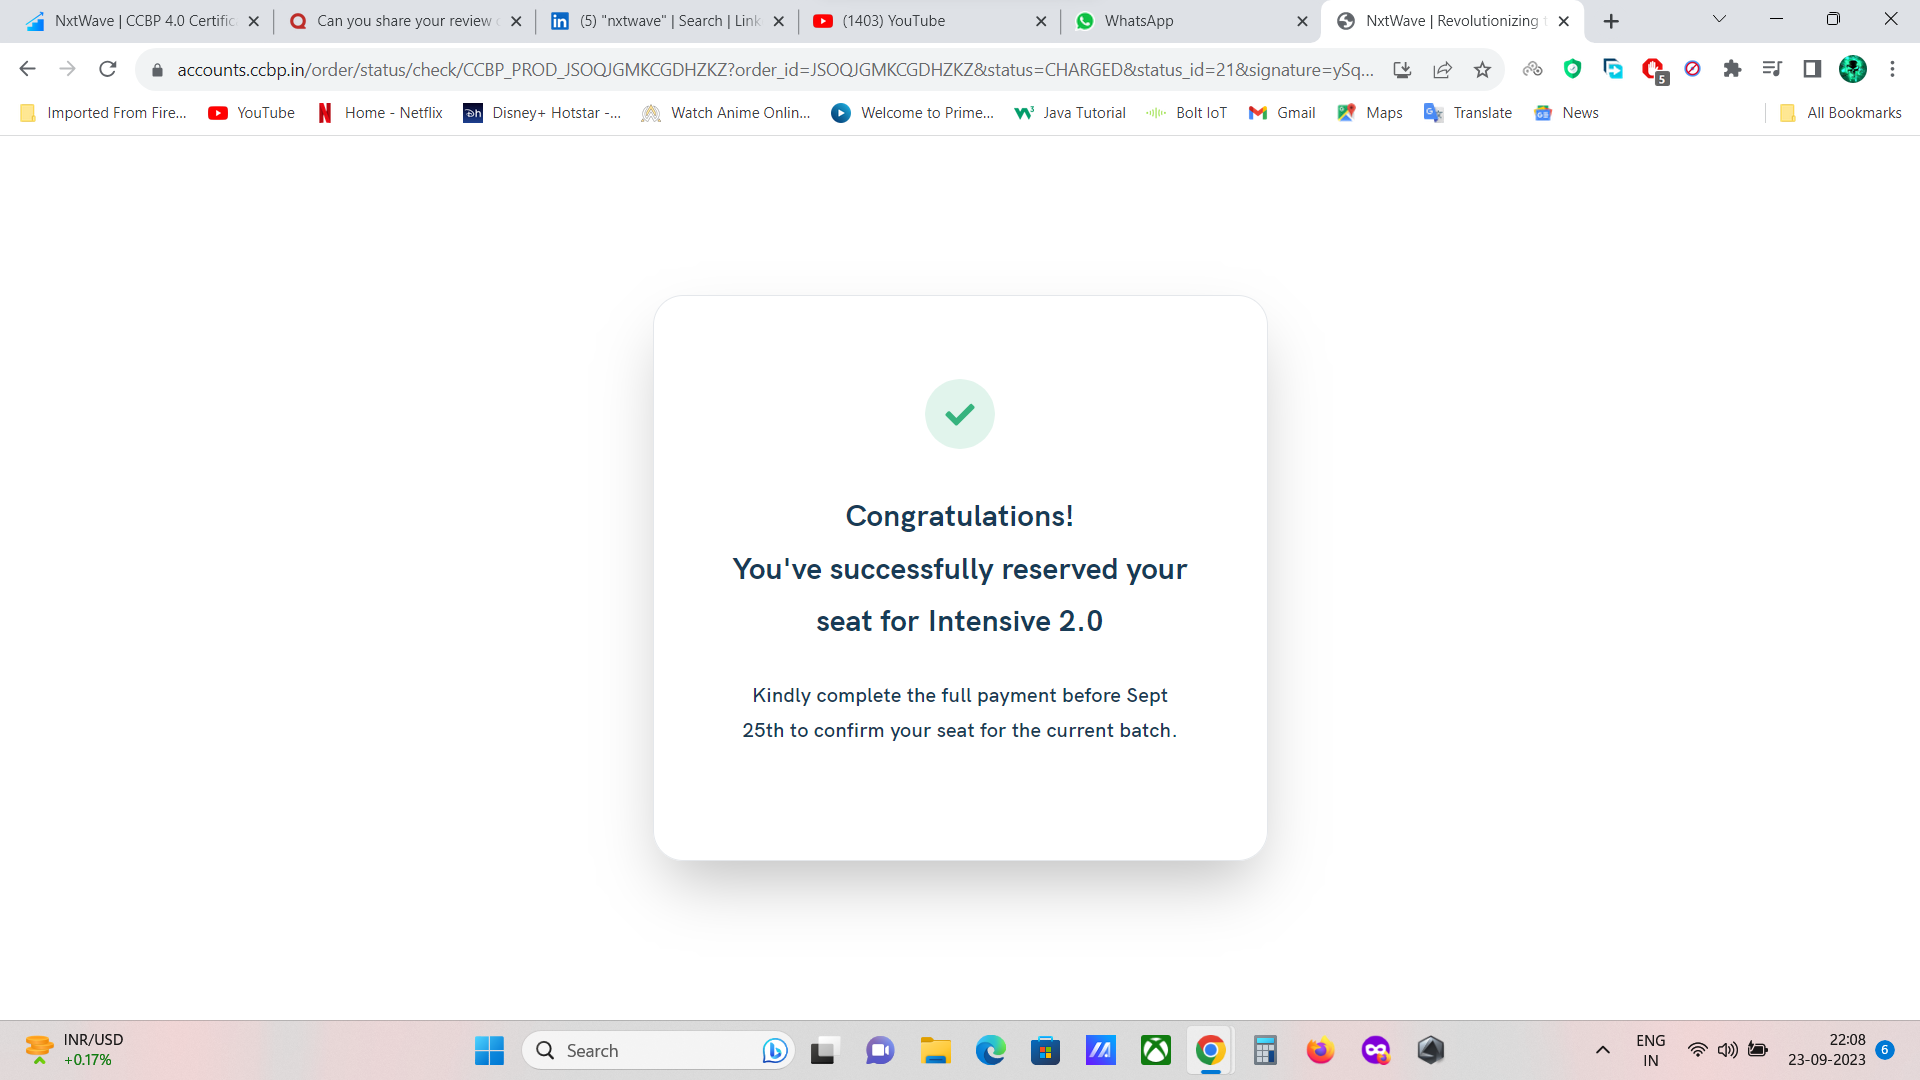 NxtWave | CCBP 4.0 Certific
Can you share your review
(5) "nxtwave" | Search | Link
(1403) YouTube
WhatsApp
NxtWave | Revolutionizing
accounts.ccbp.in/order/status/check/CCBP_PROD_JSOQJGMKCGDHZKZ?order_id=JSOQJGMKCGDHZKZ&status=CHARGED&status_id=21&signature=ySq...
5
Imported From Fire...
YouTube
Home - Netflix
Disney+ Hotstar -...
Watch Anime Onlin...
Welcome to Prime...
Java Tutorial
Bolt IoT
Gmail
Maps
Translate
News
All Bookmarks
Congratulations!
You've successfully reserved your
seat for Intensive 2.0
Kindly complete the full payment before Sept
25th to confirm your seat for the current batch.
INR/USD
+0.17%
Search
ENG
IN
22:08
23-09-2023
6